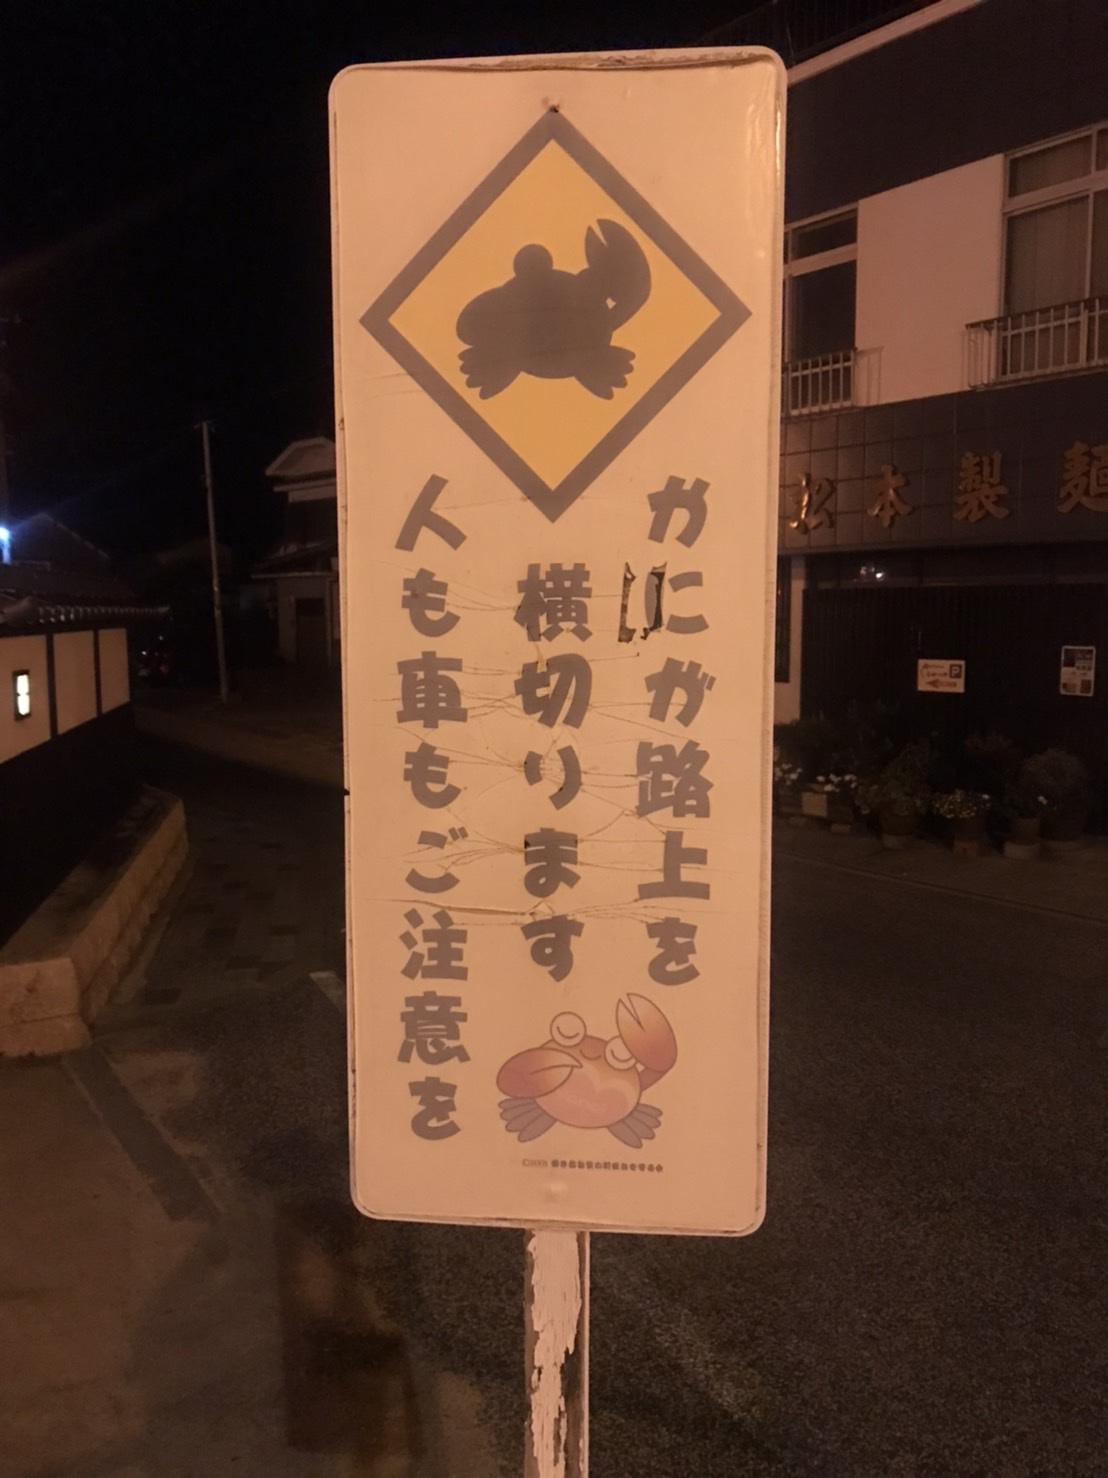 かにが路上を
横切ります
人も車もご注意を
松本製麺
P